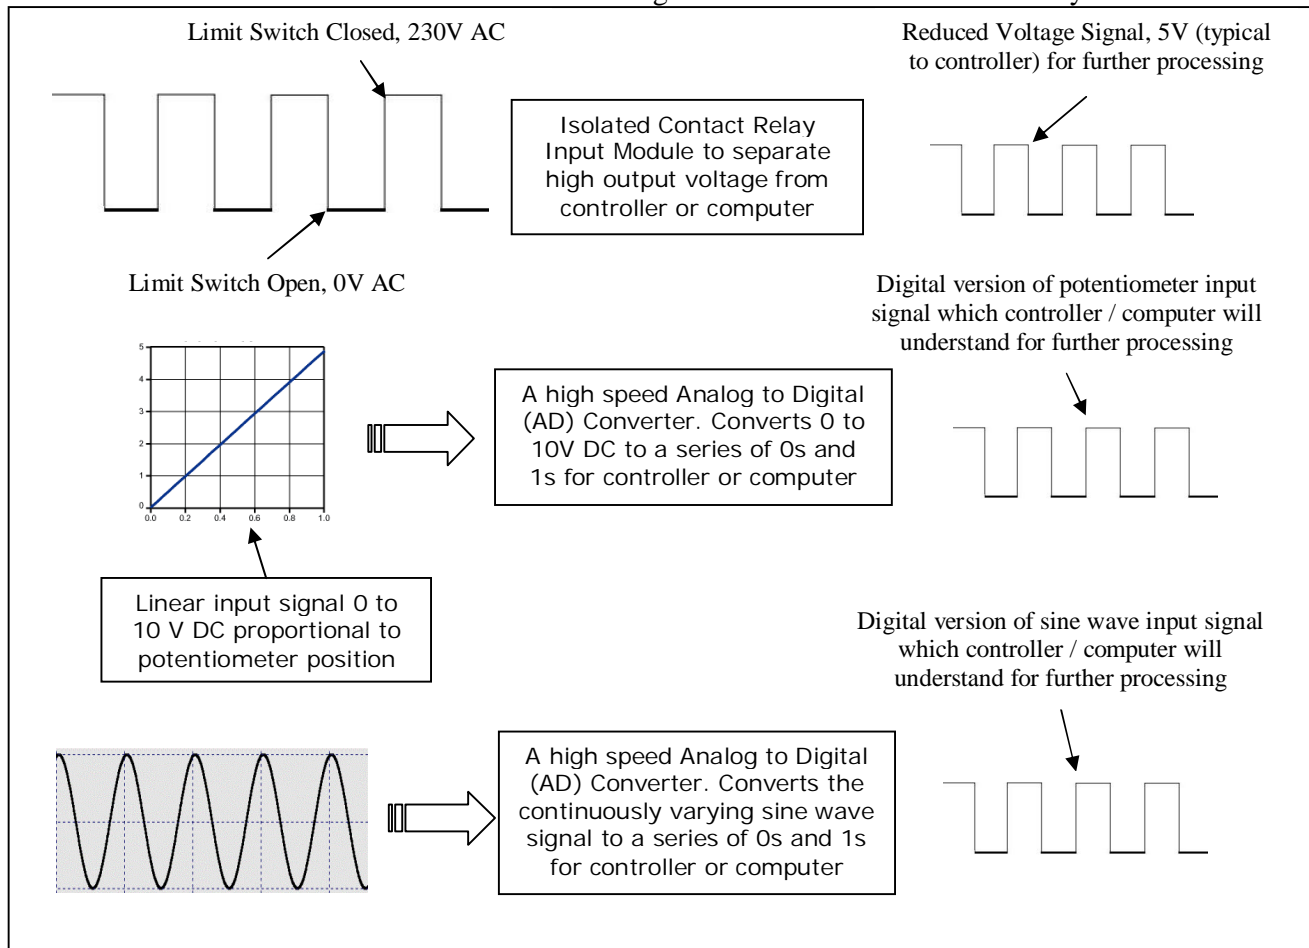 Limit Switch Closed, 230V AC
Reduced Voltage Signal, 5V (typical
to controller) for further processing
Isolated Contact Relay
Input Module to separate
high output voltage from
controller or computer
Limit Switch Open, 0V AC
Digital version of potentiometer input
signal which controller / computer will
understand for further processing
5
4
3
2
1
0
0.0 0.2 0.4 0.6 0.8 1.0
A high speed Analog to Digital
(AD) Converter. Converts 0 to
10V DC to a series of 0s and
1s for controller or computer
Linear input signal 0 to
10 V DC proportional to
potentiometer position
Digital version of sine wave input signal
which controller / computer will
understand for further processing
A high speed Analog to Digital
(AD) Converter. Converts the
continuously varying sine wave
signal to a series of 0s and 1s
for controller or computer